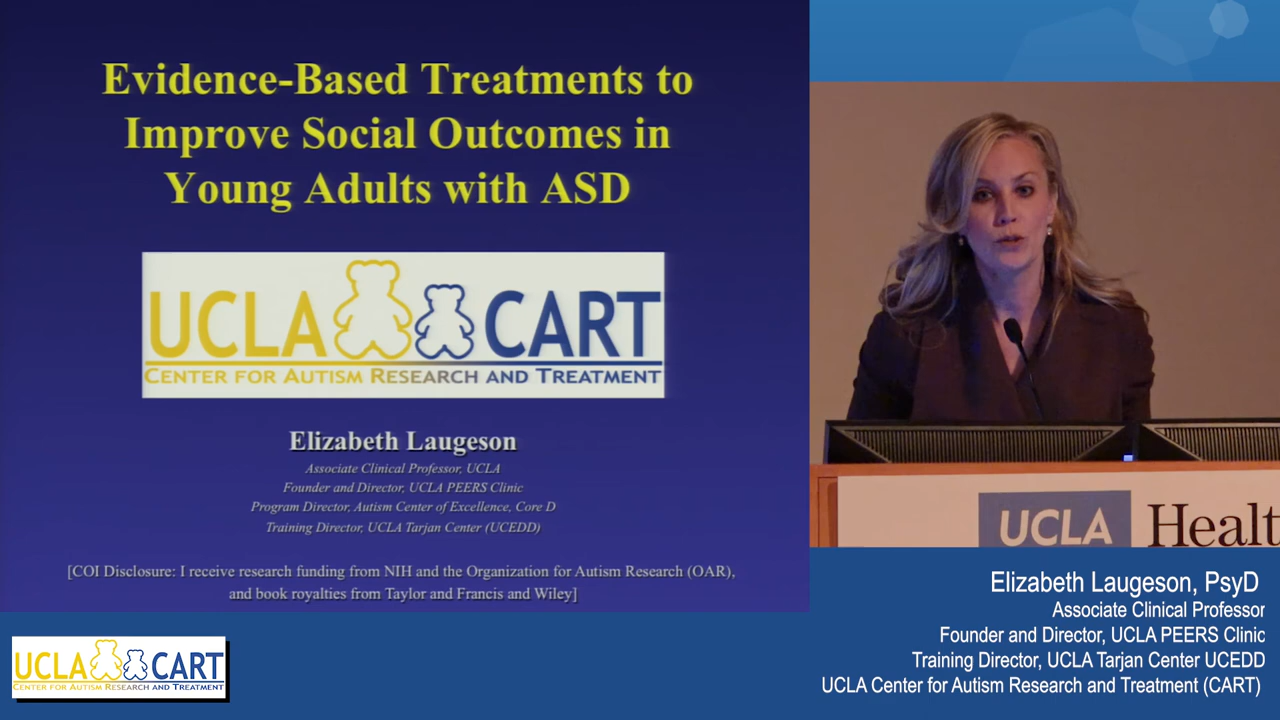 Evidence-Based Treatments to
Improve Social Outcomes in
Young Adults with ASD
UCLA CART
CENTER FOR AUTISM RESEARCH AND TREATMENT
Elizabeth Laugeson
Associate Clinical Professor, UCLA
Founder and Director, UCLA PEERS Clinic
Program Director, Autism Center of Excellence, Core D
Training Director, UCLA Tarjan Center (UCEDD)
[COI Disclosure: I receive research funding from NIH and the Organization for Autism Research (OAR),
and book royalties from Taylor and Francis and Wiley]
UCLA Healt
Elizabeth Laugeson, PsyD
Associate Clinical Professor
Founder and Director, UCLA PEERS Clinic
Training Director, UCLA Tarjan Center UCEDD
UCLA Center for Autism Research and Treatment (CART)
UCLA CART
CENTER FOR AUTISM RESEARCH AND TREATMENT